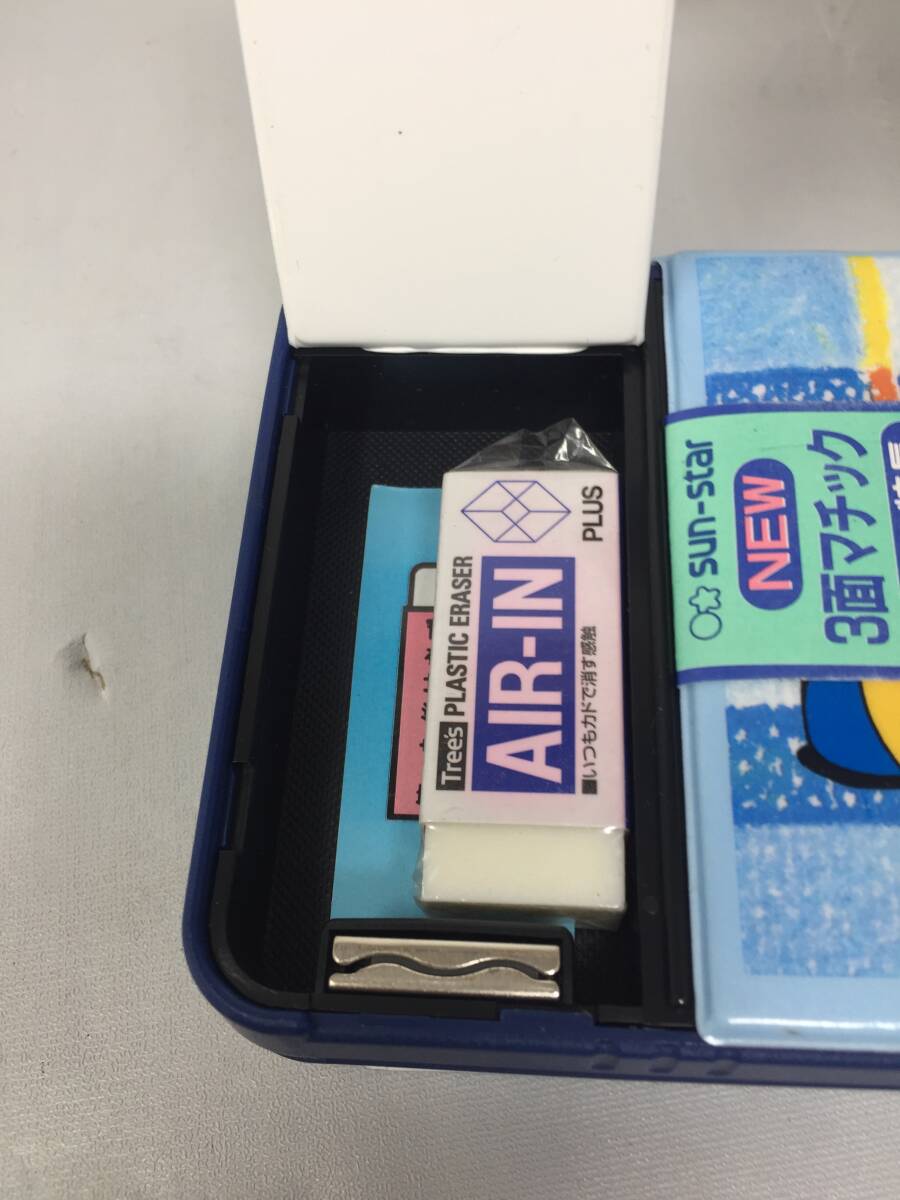 PLUS
Tree's PLASTIC ERASER
AIR-IN
■いつもカドで消す感触
sun-star
NEW
3面マチック